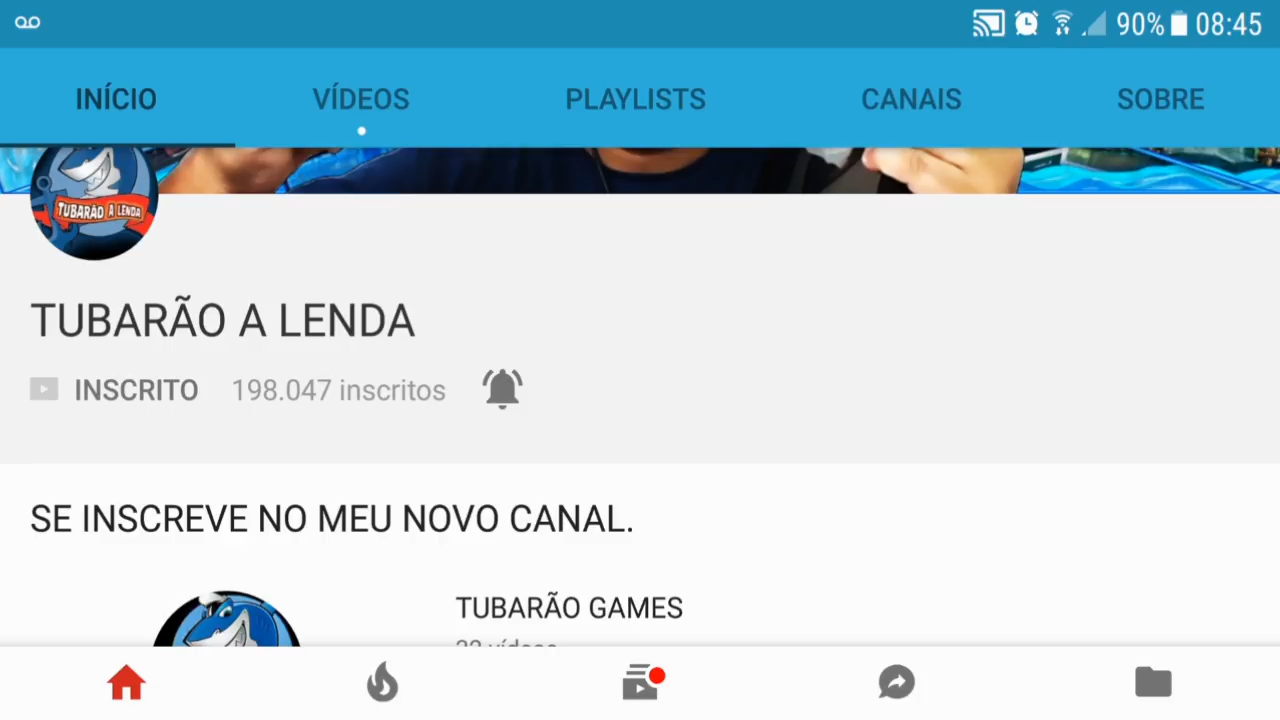 90% 08:45
INÍCIO VÍDEOS PLAYLISTS CANAIS SOBRE
TUBARÃO A LENDA
TUBARÃO A LENDA
INSCRITO 198.047 inscritos
SE INSCREVE NO MEU NOVO CANAL.
TUBARÃO GAMES